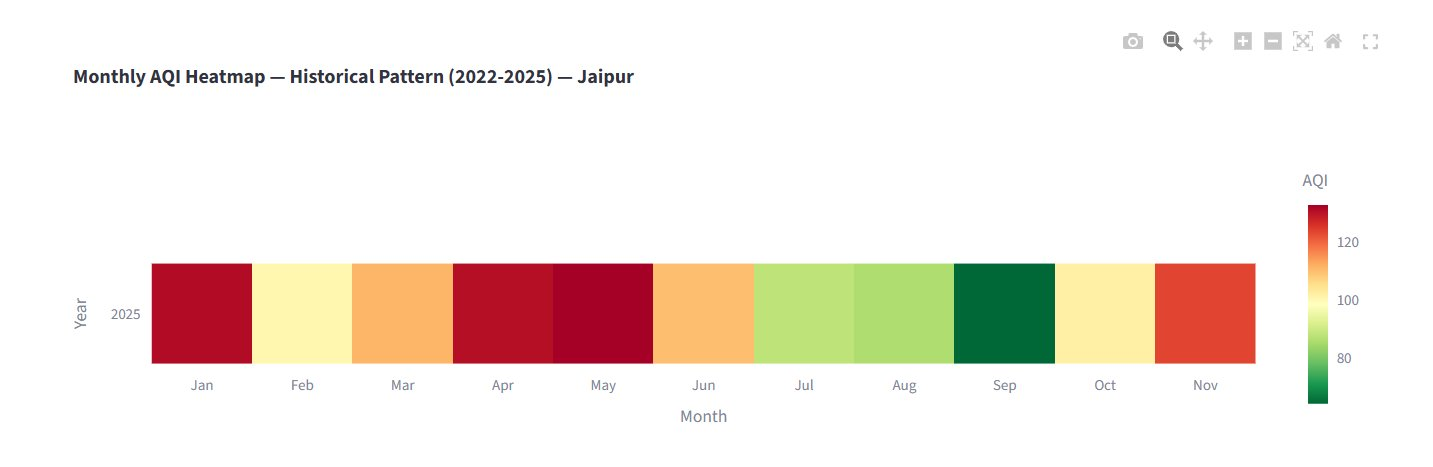 Monthly AQI Heatmap — Historical Pattern (2022-2025) — Jaipur
AQI
120
100
80
Year
2025
Jan Feb Mar Apr May Jun Jul Aug Sep Oct Nov
Month